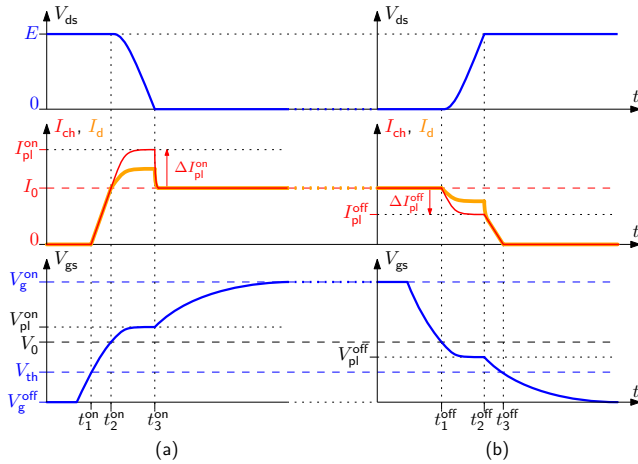 V_ds
E
0
t
V_ds
t
I_ch, I_d
I_pl^on
ΔI_pl^on
I_0
0
t
I_ch, I_d
ΔI_pl^off
I_pl^off
t
V_gs
V_g^on
V_pl^on
V_0
V_th
V_g^off
t_1^on t_2^on t_3^on
V_gs
V_pl^off
t
t_1^off t_2^off t_3^off
(a) (b)